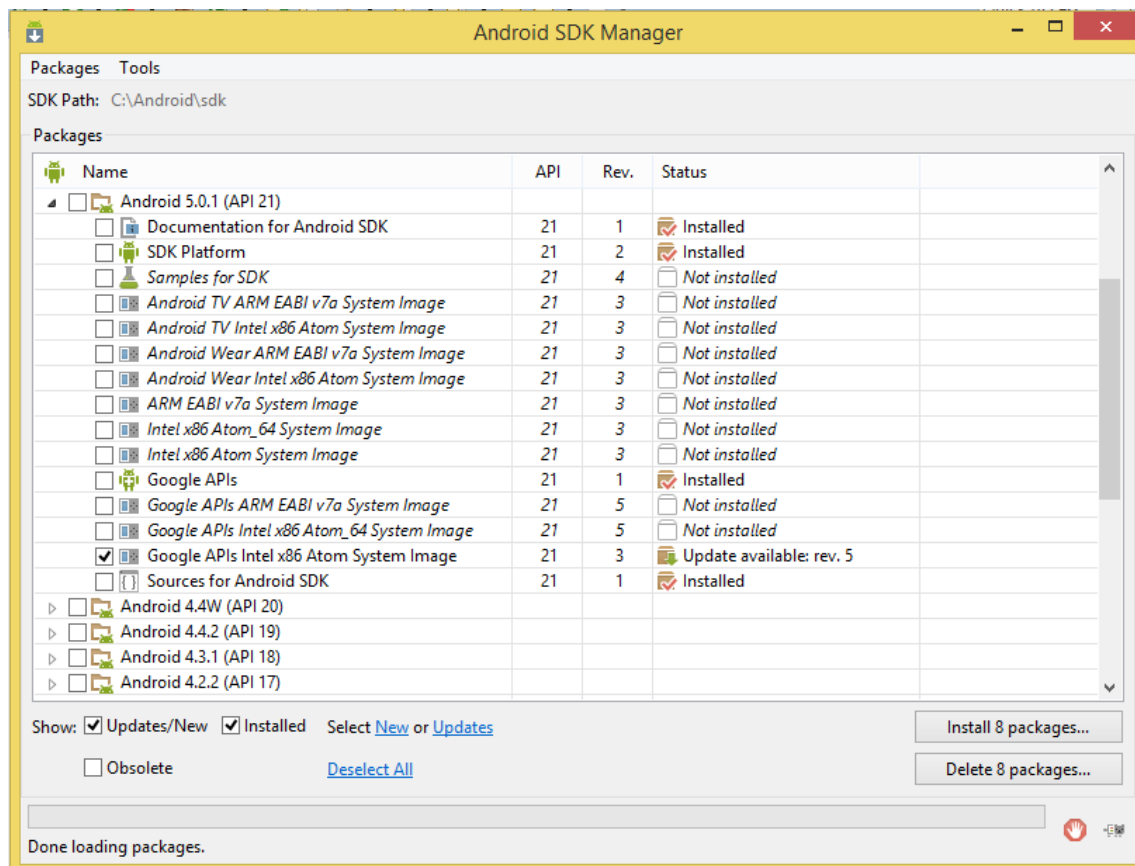 Android SDK Manager
Packages Tools
SDK Path: C:\Android\sdk
Packages
Name API Rev. Status
Android 5.0.1 (API 21)
Documentation for Android SDK 21 1 Installed
SDK Platform 21 2 Installed
Samples for SDK 21 4 Not installed
Android TV ARM EABI v7a System Image 21 3 Not installed
Android TV Intel x86 Atom System Image 21 3 Not installed
Android Wear ARM EABI v7a System Image 21 3 Not installed
Android Wear Intel x86 Atom System Image 21 3 Not installed
ARM EABI v7a System Image 21 3 Not installed
Intel x86 Atom_64 System Image 21 3 Not installed
Intel x86 Atom System Image 21 3 Not installed
Google APIs 21 1 Installed
Google APIs ARM EABI v7a System Image 21 5 Not installed
Google APIs Intel x86 Atom_64 System Image 21 5 Not installed
Google APIs Intel x86 Atom System Image 21 3 Update available: rev. 5
Sources for Android SDK 21 1 Installed
Android 4.4W (API 20)
Android 4.4.2 (API 19)
Android 4.3.1 (API 18)
Android 4.2.2 (API 17)
Show: Updates/New Installed Select New or Updates Install 8 packages...
Obsolete Deselect All Delete 8 packages...
Done loading packages.